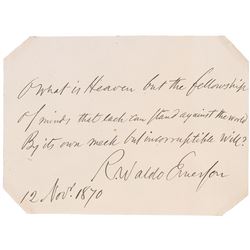 O what is Heaven but the fellowship
Of minds that each can stand against the world
By its own meek but incorruptible Will?
R. Waldo Emerson
12 Nov. 1870